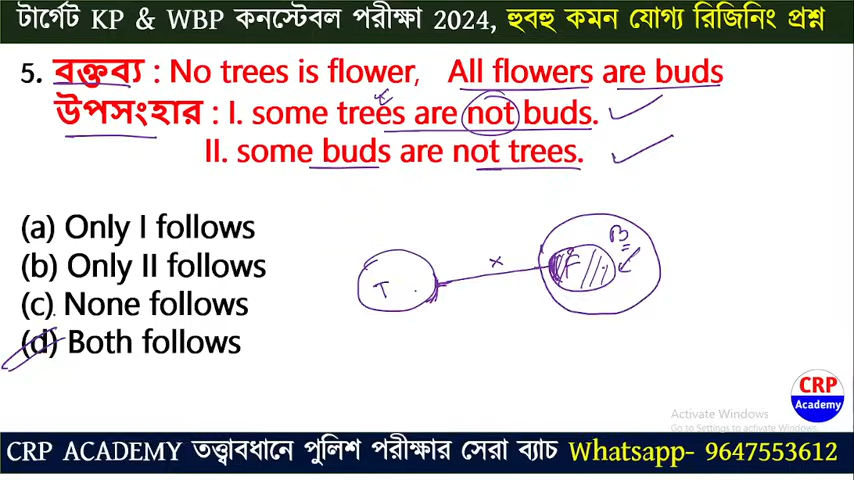 টার্গেট KP & WBP কনস্টেবল পরীক্ষা 2024, হুবহু কমন যোগ্য রিজিনিং প্রশ্ন
5. বক্তব্য : No trees is flower, All flowers are buds
উপসংহার : I. some trees are not buds.
II. some buds are not trees.
(a) Only I follows
(b) Only II follows
(c) None follows
(d) Both follows
T
F
B
CRP
Academy
Activate Windows
Go to Settings to activate Windows.
CRP ACADEMY তত্ত্বাবধানে পুলিশ পরীক্ষার সেরা ব্যাচ Whatsapp- 9647553612